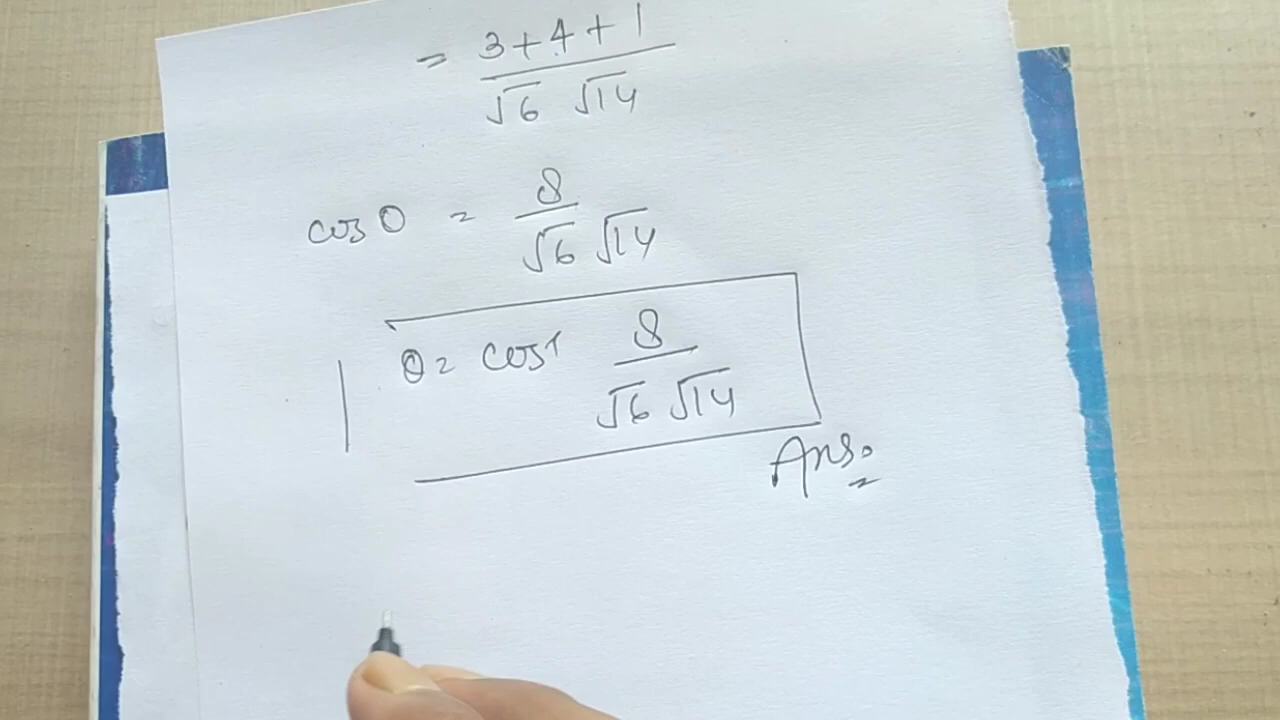 = 3+4+1 / √6 √14
cos θ = 8 / √6 √14
θ = cos⁻¹ 8 / √6 √14
Ans.